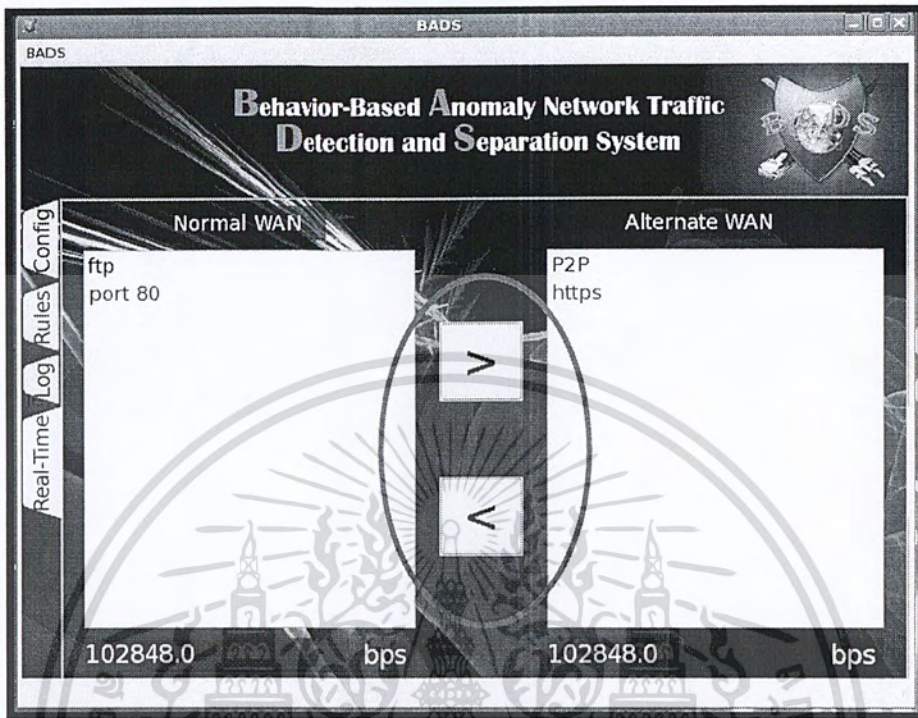 BADS
BADS
Behavior-Based Anomaly Network Traffic
Detection and Separation System
B DS
Config
Rules
Log
Real-Time
Normal WAN
ftp
port 80
>
<
Alternate WAN
P2P
https
102848.0 bps
102848.0 bps